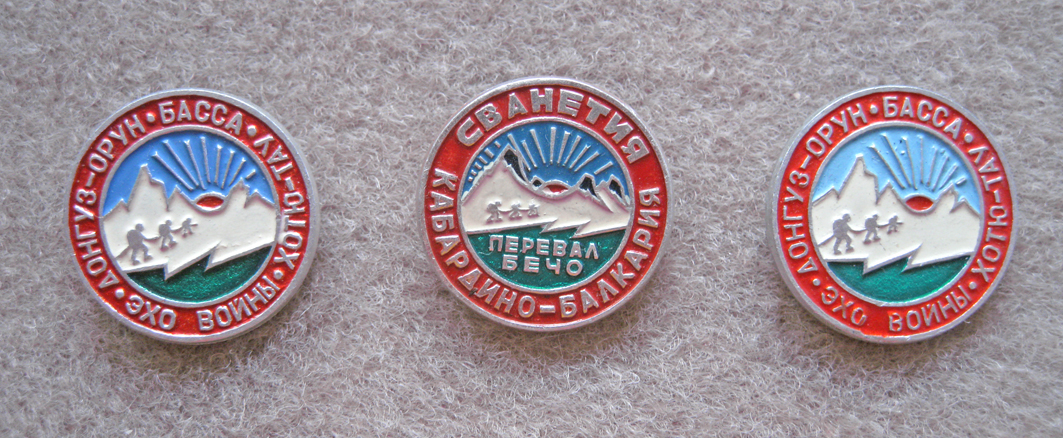 ДОНГУЗ-ОРУН • БАССА • ХОТЮ-ТАУ • ЭХО ВОЙНЫ •
СВАНЕТИЯ
ПЕРЕВАЛ
БЕЧО
КАБАРДИНО-БАЛКАРИЯ
ДОНГУЗ-ОРУН • БАССА • ХОТЮ-ТАУ • ЭХО ВОЙНЫ •